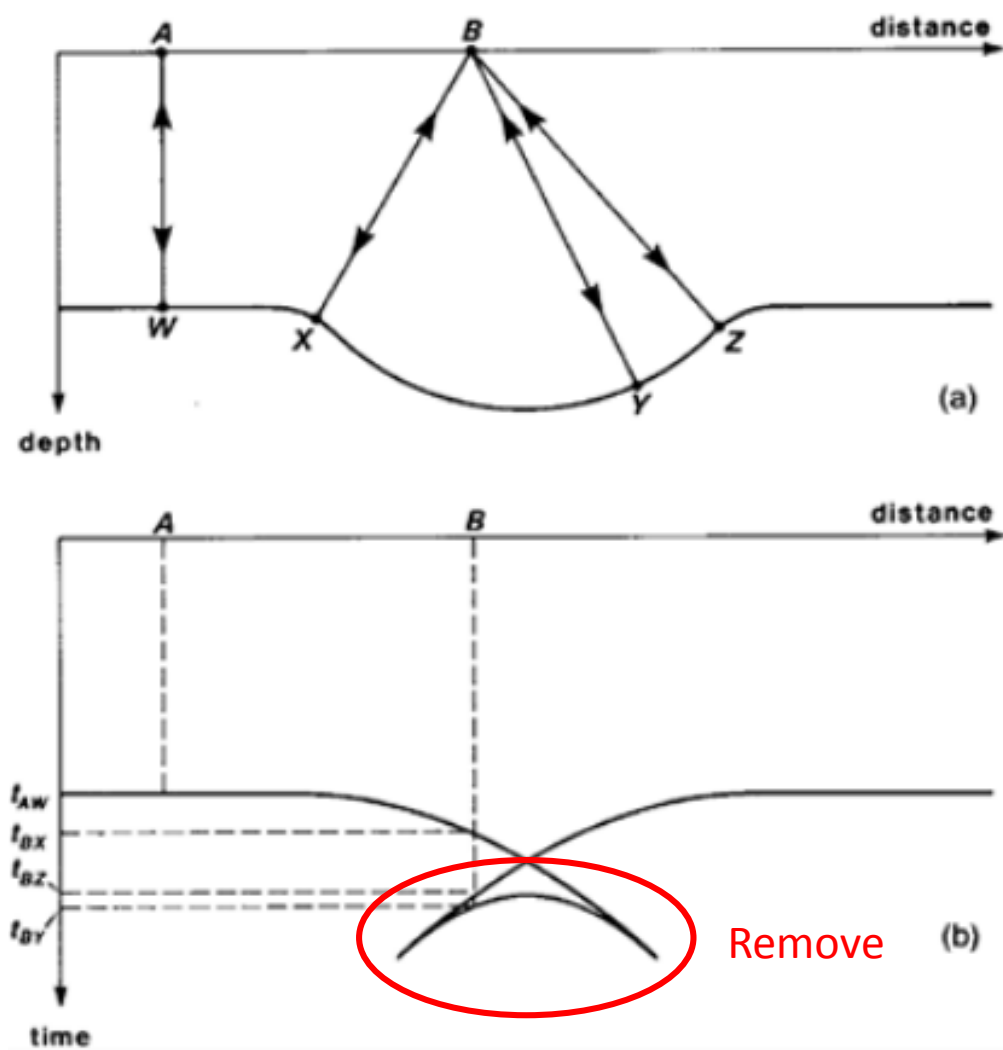 A B distance
W X Y Z
(a)
depth
A B distance
t_AW
t_BX
t_BZ
t_BY
Remove (b)
time